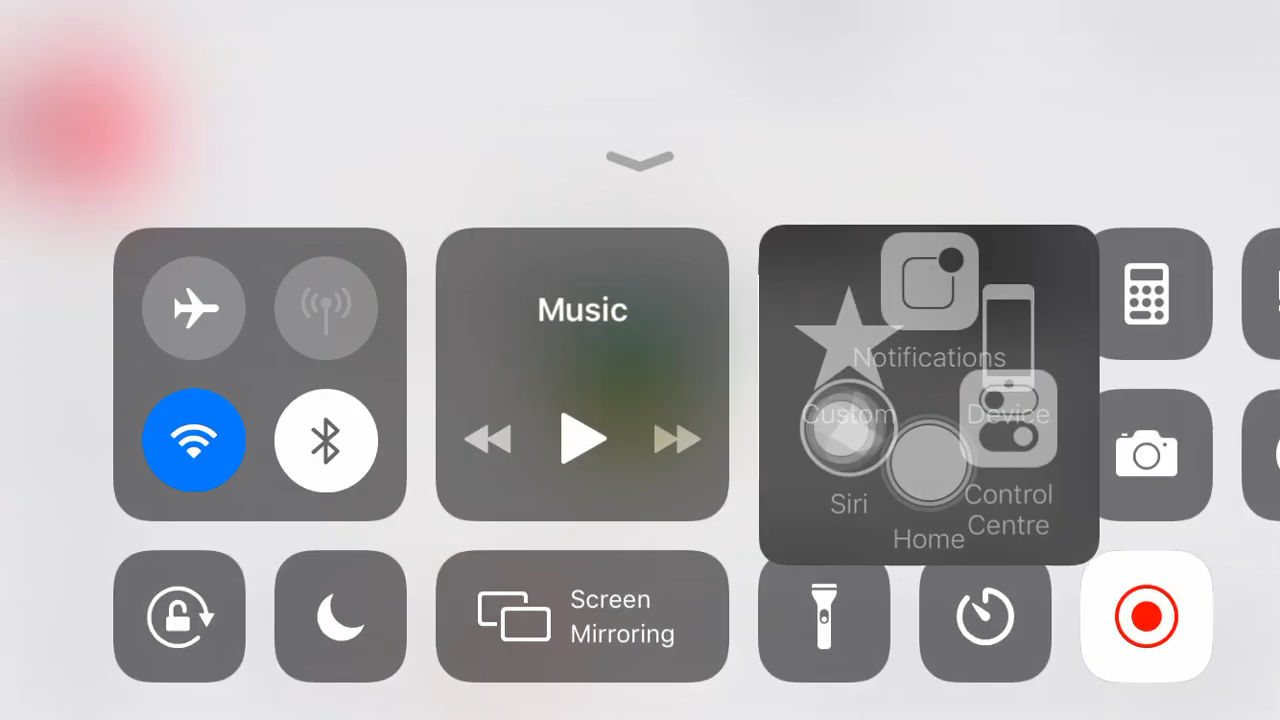 Music
Notifications
Custom
Device
Siri
Control
Centre
Home
Screen
Mirroring